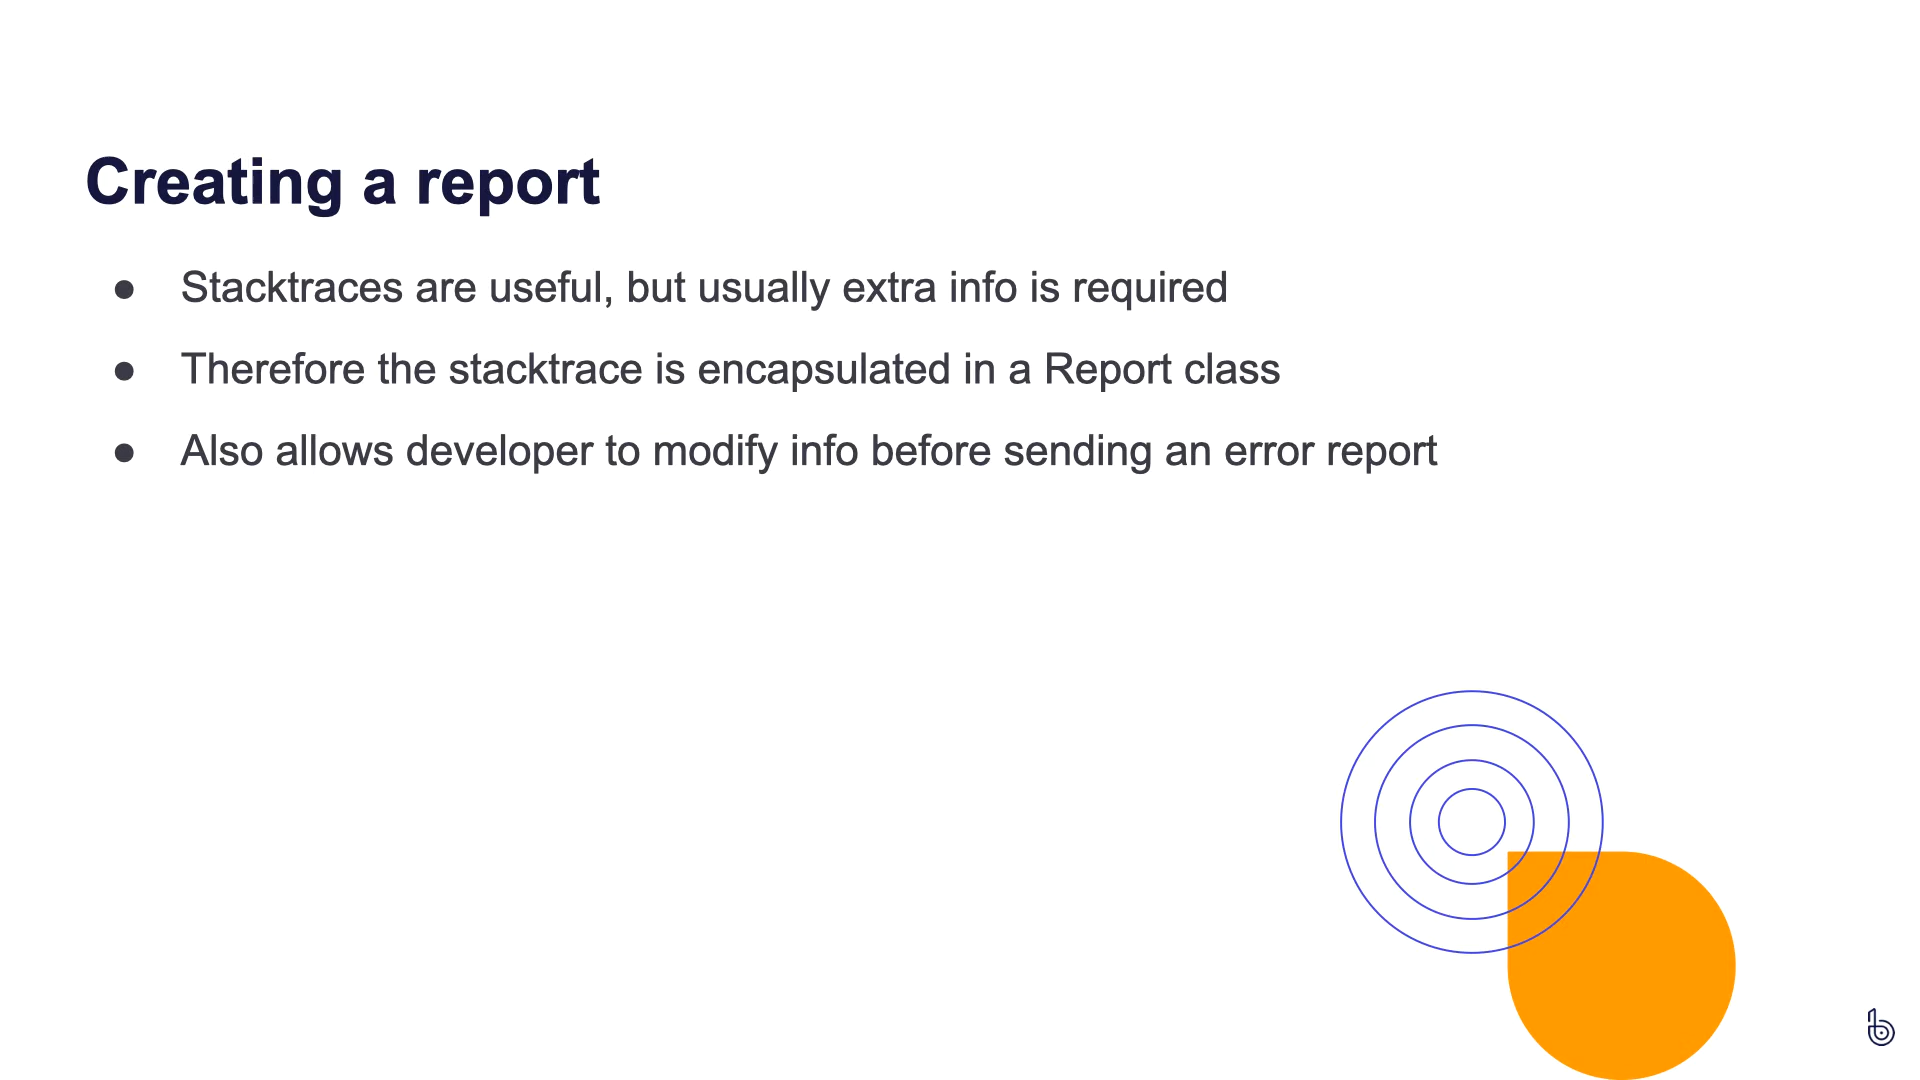 Creating a report
● Stacktraces are useful, but usually extra info is required
● Therefore the stacktrace is encapsulated in a Report class
● Also allows developer to modify info before sending an error report